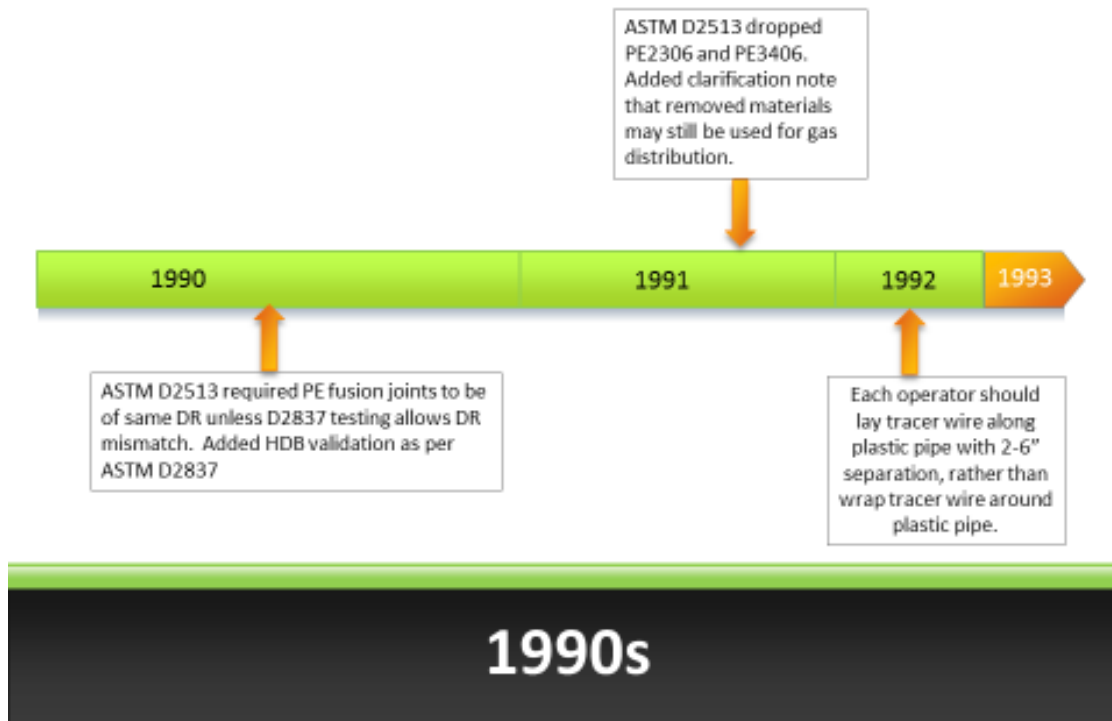 ASTM D2513 dropped
PE2306 and PE3406.
Added clarification note
that removed materials
may still be used for gas
distribution.
1990
1991
1992
1993
ASTM D2513 required PE fusion joints to be
of same DR unless D2837 testing allows DR
mismatch.  Added HDB validation as per
ASTM D2837
Each operator should
lay tracer wire along
plastic pipe with 2-6”
separation, rather than
wrap tracer wire around
plastic pipe.
1990s